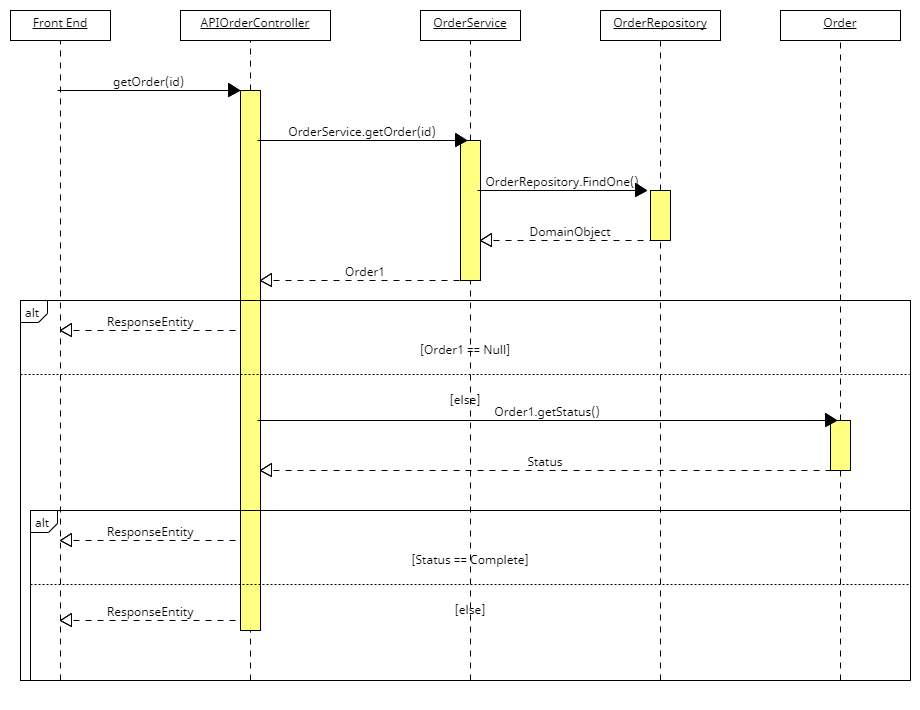 Front End
APIOrderController
OrderService
OrderRepository
Order
getOrder(id)
OrderService.getOrder(id)
OrderRepository.FindOne()
DomainObject
Order1
alt
ResponseEntity
[Order1 == Null]
[else]
Order1.getStatus()
Status
alt
ResponseEntity
[Status == Complete]
[else]
ResponseEntity